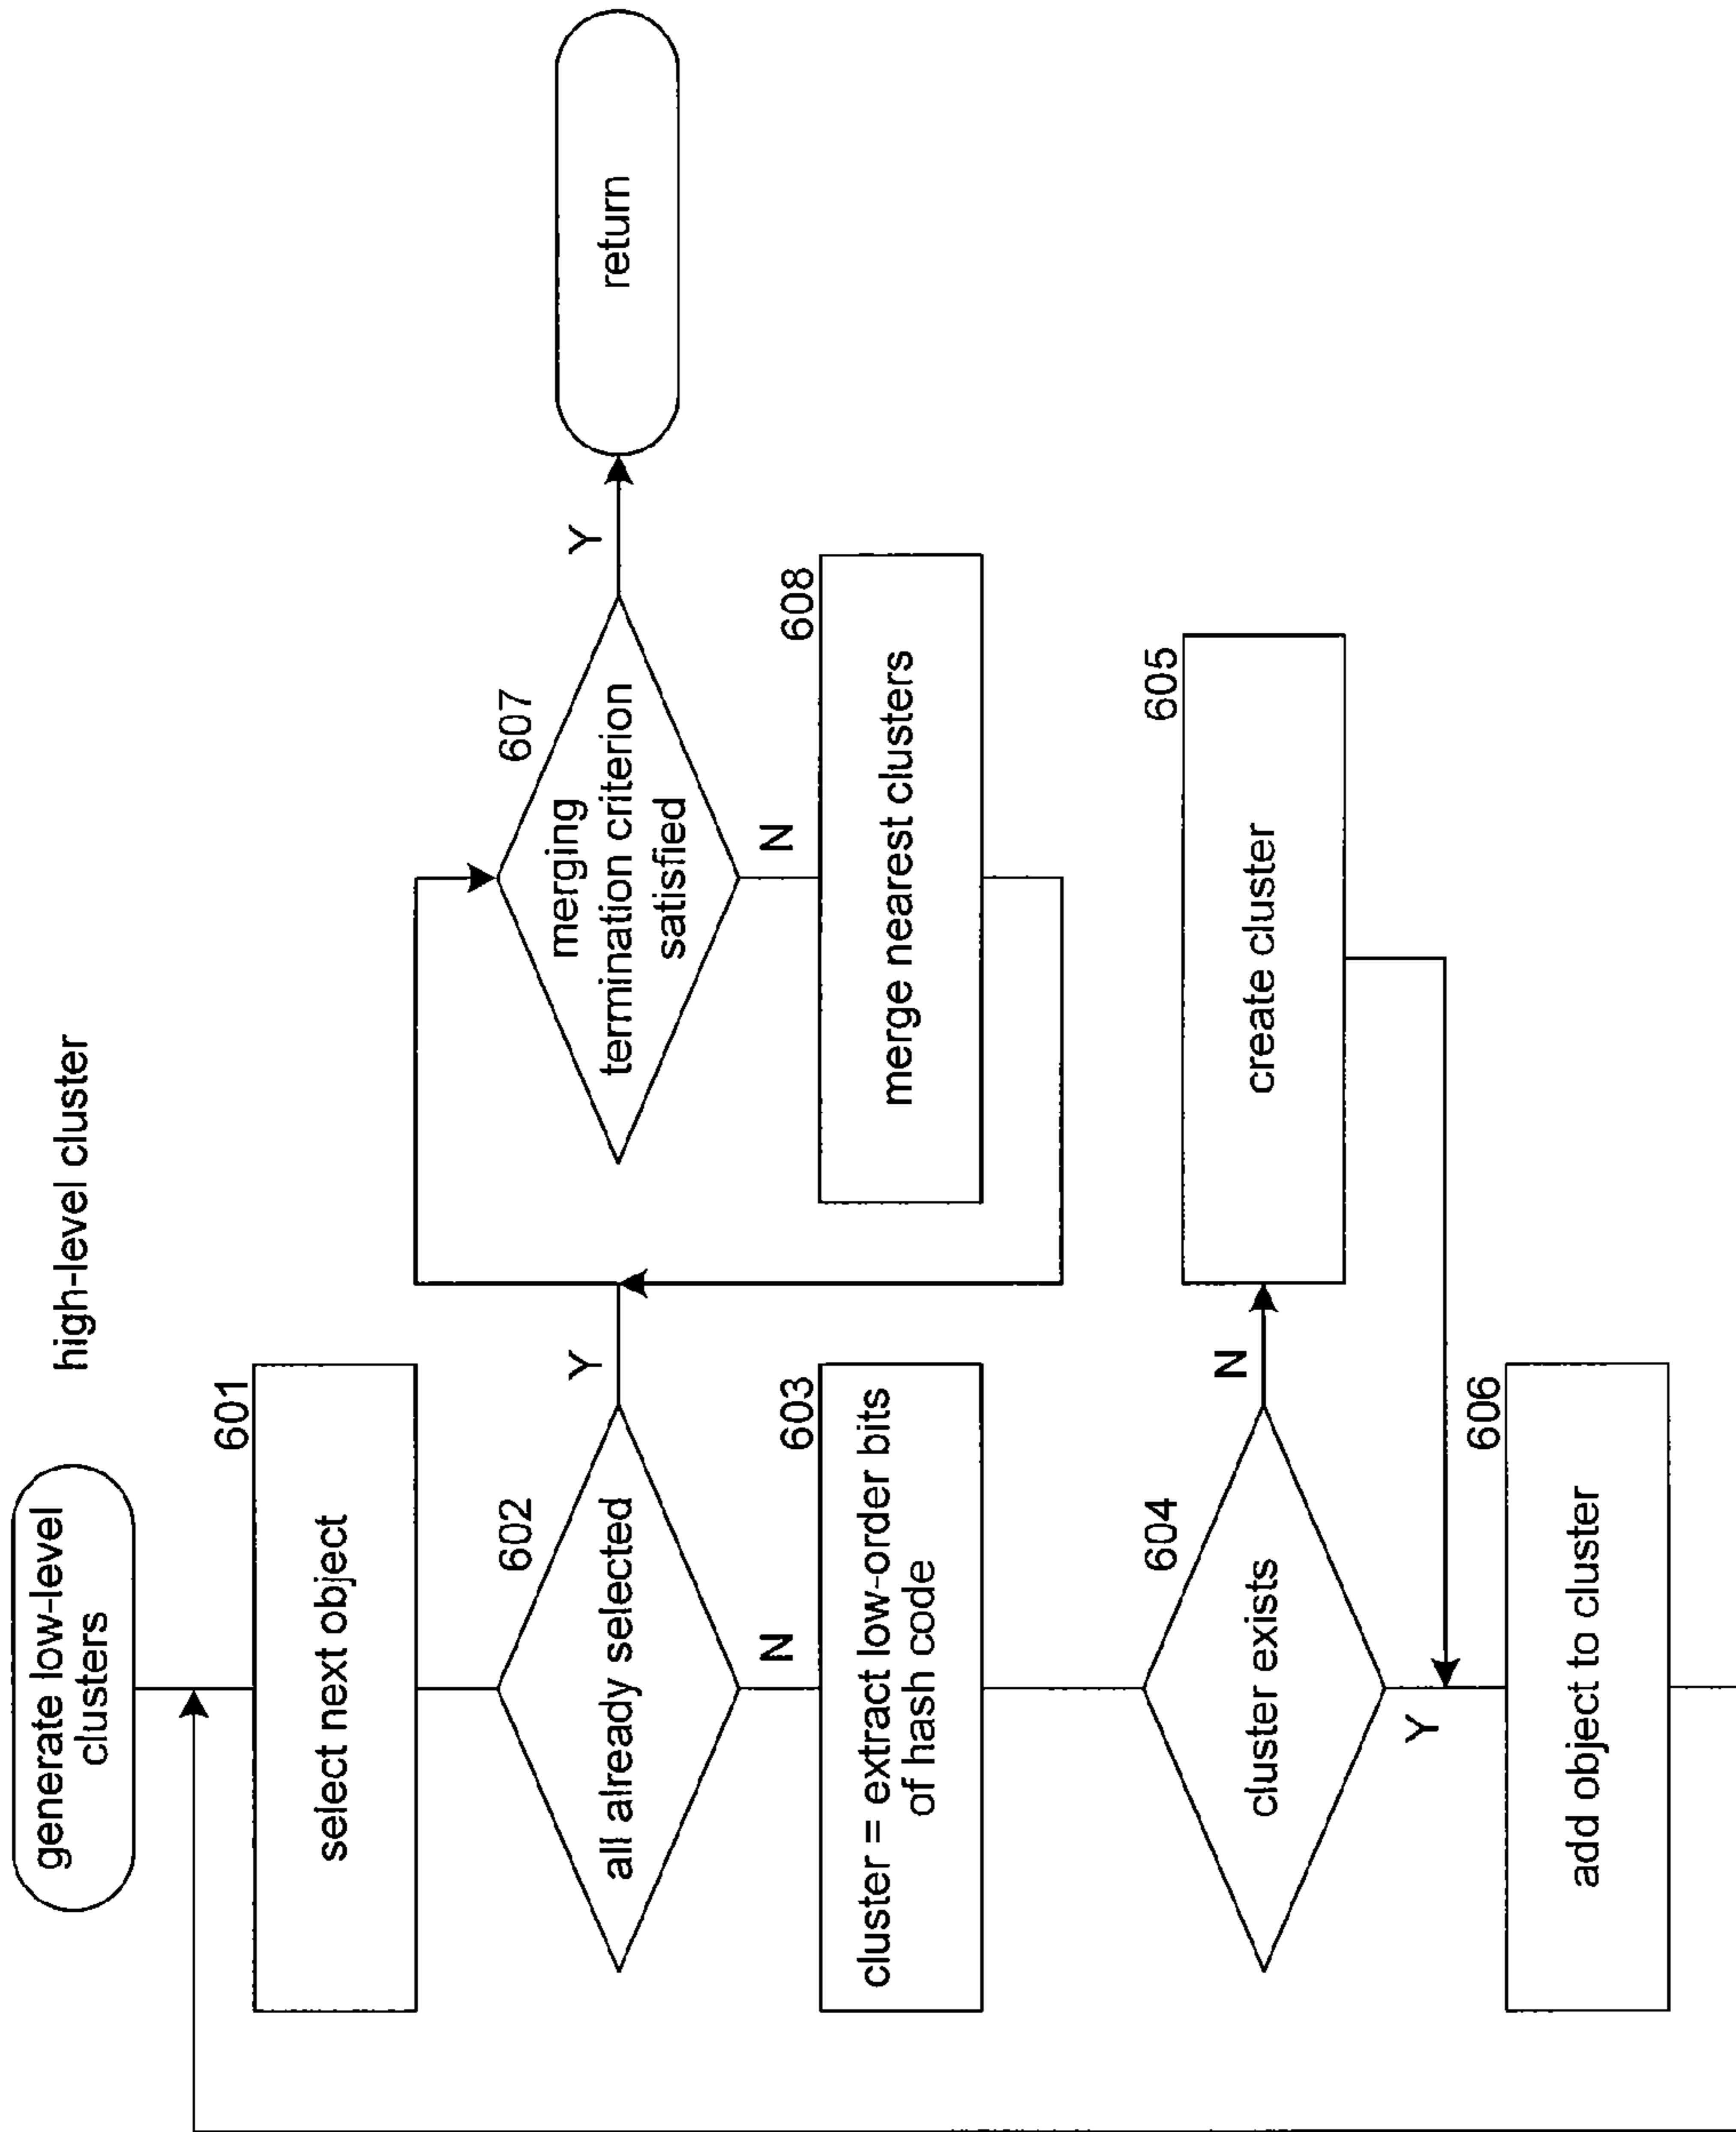 generate low-level
clusters
high-level cluster
601
select next object
602
all already selected
Y
N
603
cluster = extract low-order bits
of hash code
604
cluster exists
N
Y
605
create cluster
606
add object to cluster
607
merging
termination criterion
satisfied
Y
N
608
merge nearest clusters
return